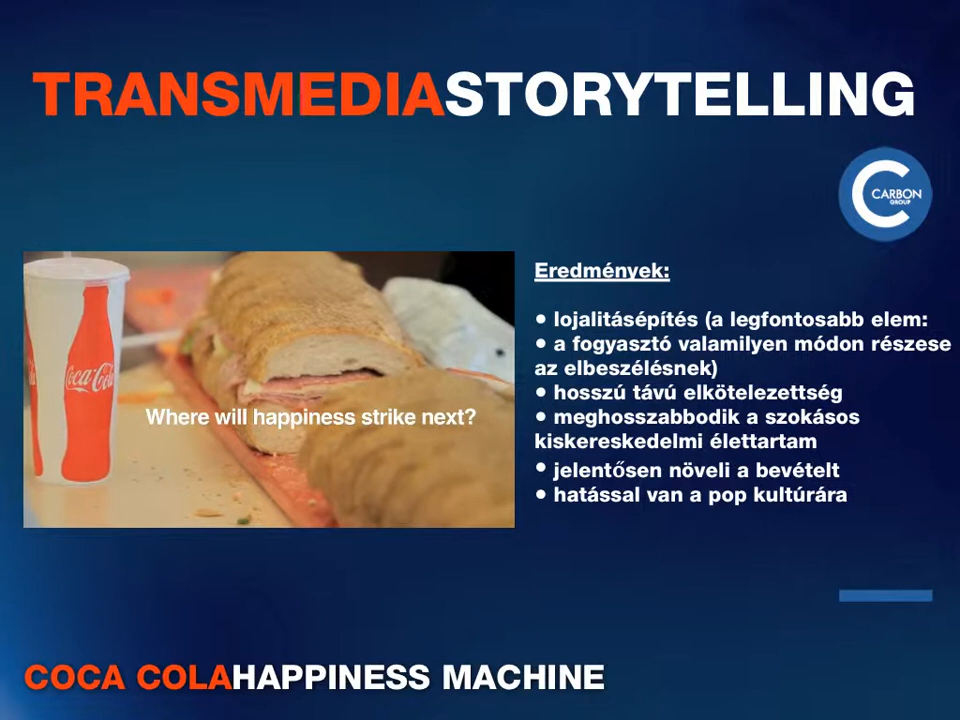 TRANSMEDIASTORYTELLING
CARBON
GROUP
Coca-Cola
Where will happiness strike next?
Eredmények:
• lojalitásépítés (a legfontosabb elem:
• a fogyasztó valamilyen módon részese
az elbeszélésnek)
• hosszú távú elkötelezettség
• meghosszabbodik a szokásos
kiskereskedelmi élettartam
• jelentősen növeli a bevételt
• hatással van a pop kultúrára
COCA COLAHAPPINESS MACHINE